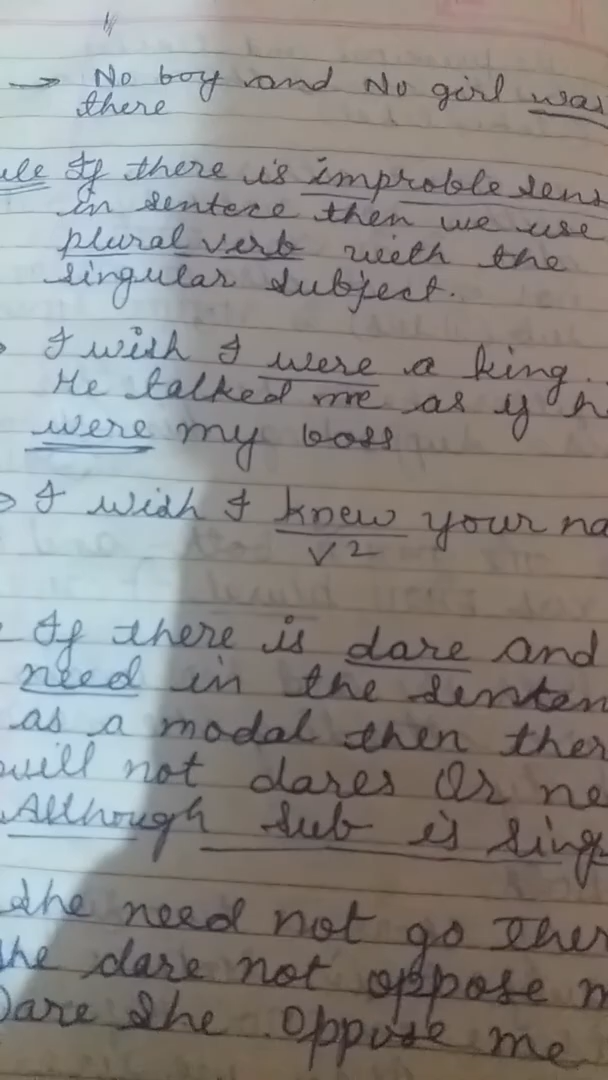 → No boy and No girl was
there
If there is improble sens
in sentece then we use
plural verb with the
singular subject.
I wish I were a king.
He talked me as if h
were my boss
I wish I knew your na
V2
If there is dare and
need in the senten
as a modal then ther
will not dares Or ne
Although sub is sing
she need not go ther
she dare not oppose m
Dare she oppose me